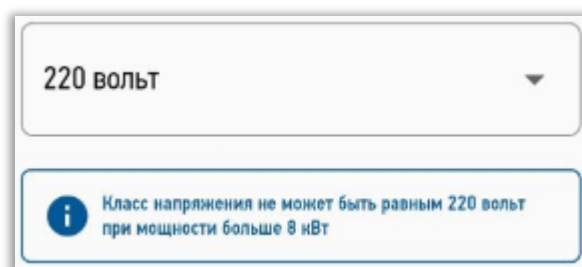 220 вольт
Класс напряжения не может быть равным 220 вольт
при мощности больше 8 кВт